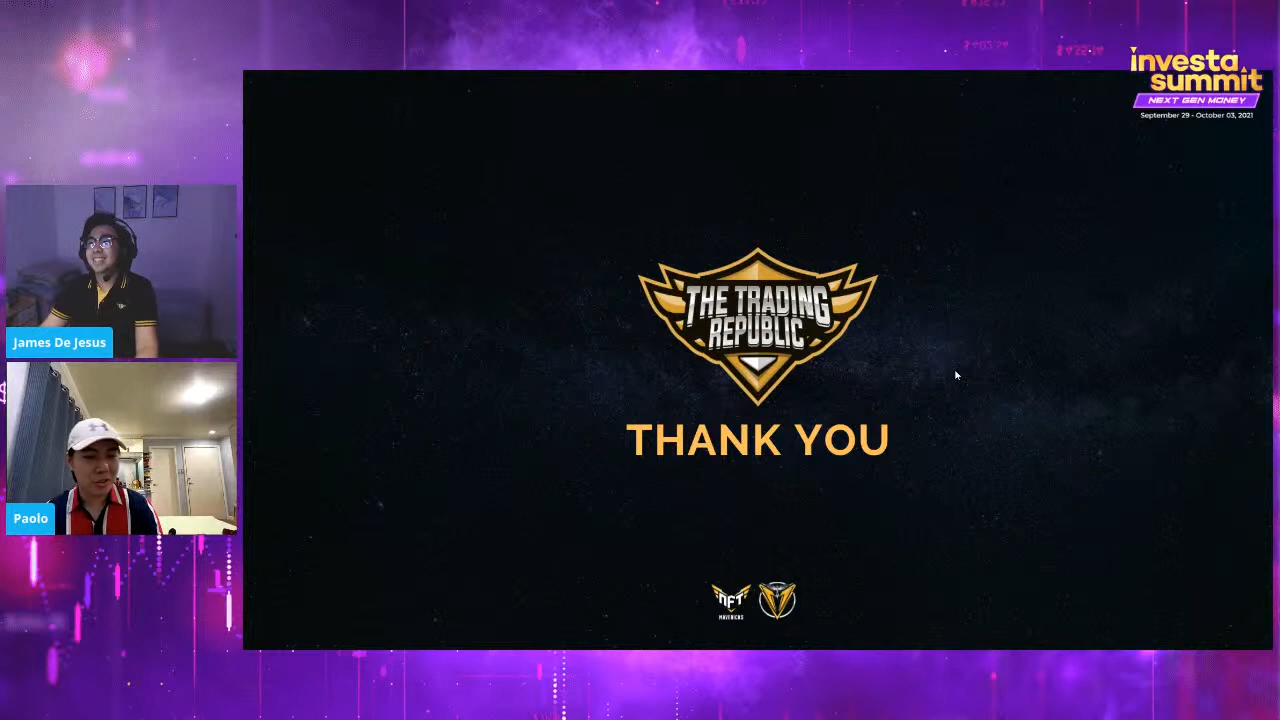 investa
summit
NEXT GEN MONEY
September 29 - October 03, 2021
James De Jesus
Paolo
THE TRADING
REPUBLIC
THANK YOU
NFT
MAVERICKS